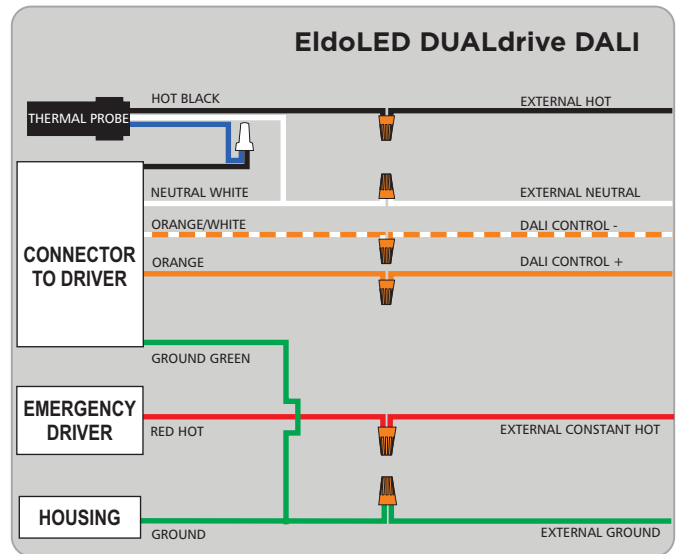 EldoLED DUALdrive DALI
HOT BLACK
EXTERNAL HOT
THERMAL PROBE
NEUTRAL WHITE
EXTERNAL NEUTRAL
ORANGE/WHITE
DALI CONTROL -
CONNECTOR
TO DRIVER
ORANGE
DALI CONTROL +
GROUND GREEN
EMERGENCY
DRIVER
RED HOT
EXTERNAL CONSTANT HOT
HOUSING
GROUND
EXTERNAL GROUND